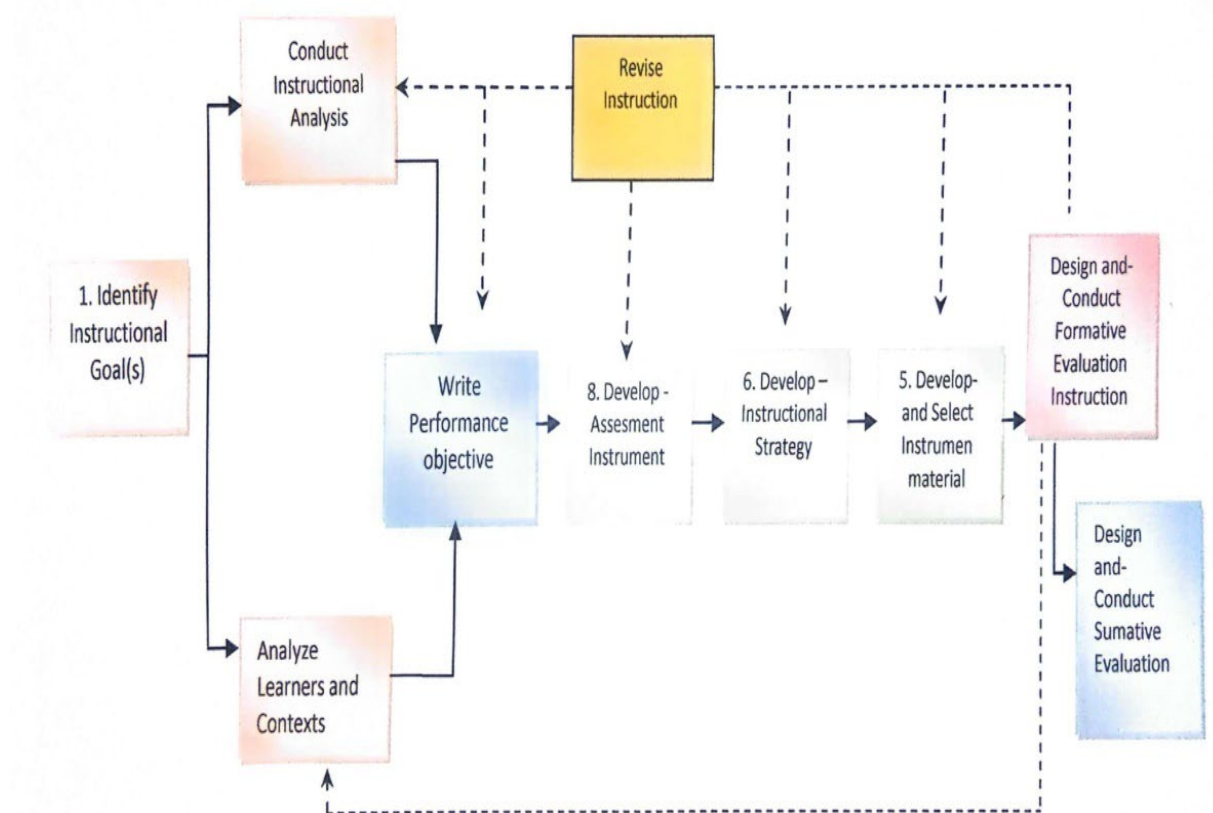 Conduct
Instructional
Analysis
Revise
Instruction
1. Identify
Instructional
Goal(s)
Write
Performance
objective
8. Develop -
Assesment
Instrument
6. Develop –
Instructional
Strategy
5. Develop-
and Select
Instrumen
material
Design and-
Conduct
Formative
Evaluation
Instruction
Design
and-
Conduct
Sumative
Evaluation
Analyze
Learners and
Contexts